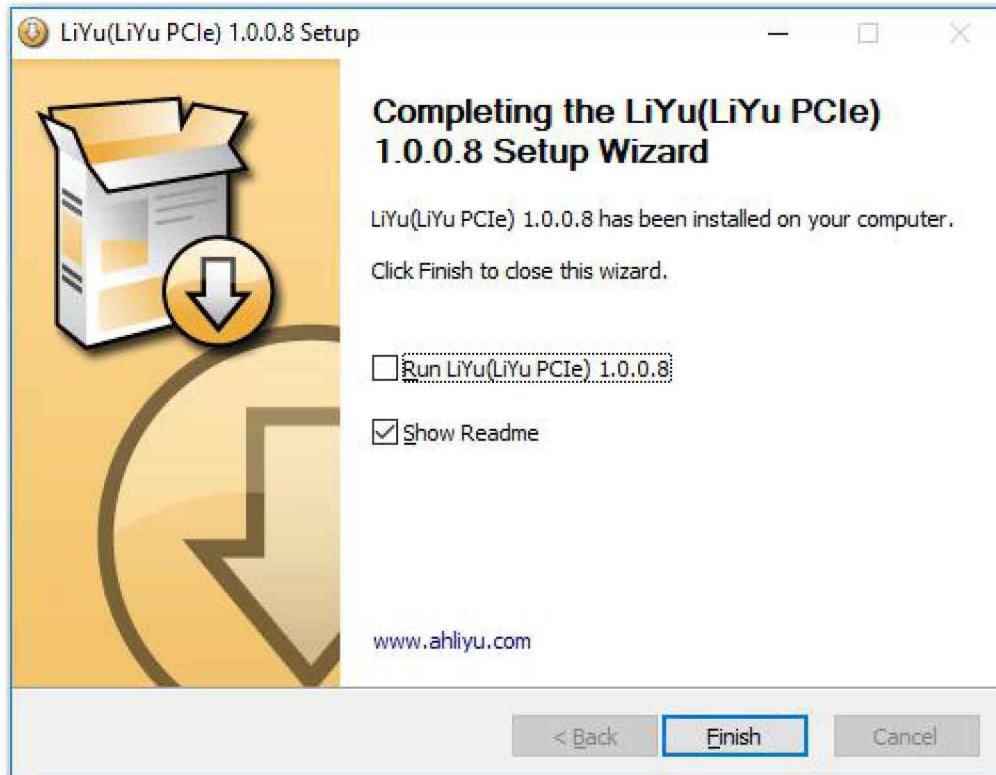 LiYu(LiYu PCIe) 1.0.0.8 Setup
Completing the LiYu(LiYu PCIe)
1.0.0.8 Setup Wizard
LiYu(LiYu PCIe) 1.0.0.8 has been installed on your computer.
Click Finish to close this wizard.
Run LiYu(LiYu PCIe) 1.0.0.8
Show Readme
www.ahliyu.com
< Back
Finish
Cancel